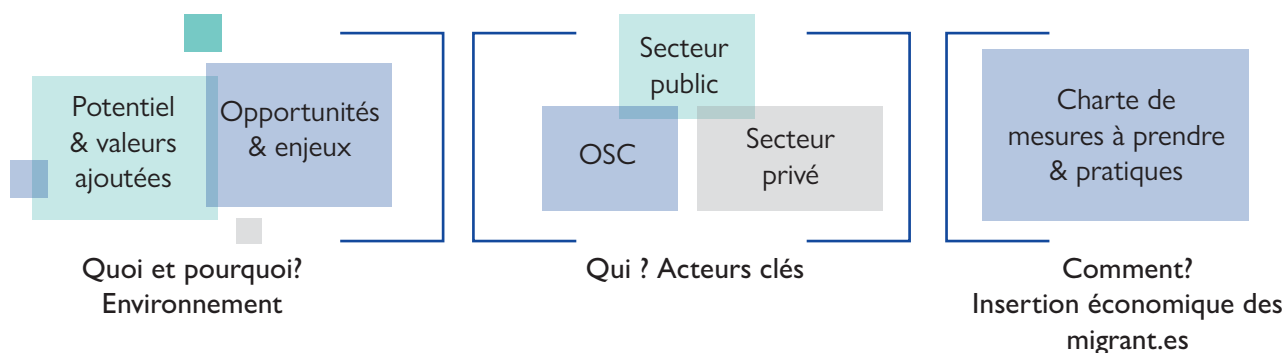 Potentiel
& valeurs
ajoutées
Opportunités
& enjeux
Quoi et pourquoi?
Environnement
Secteur
public
OSC
Secteur
privé
Qui ? Acteurs clés
Charte de
mesures à prendre
& pratiques
Comment?
Insertion économique des
migrant.es